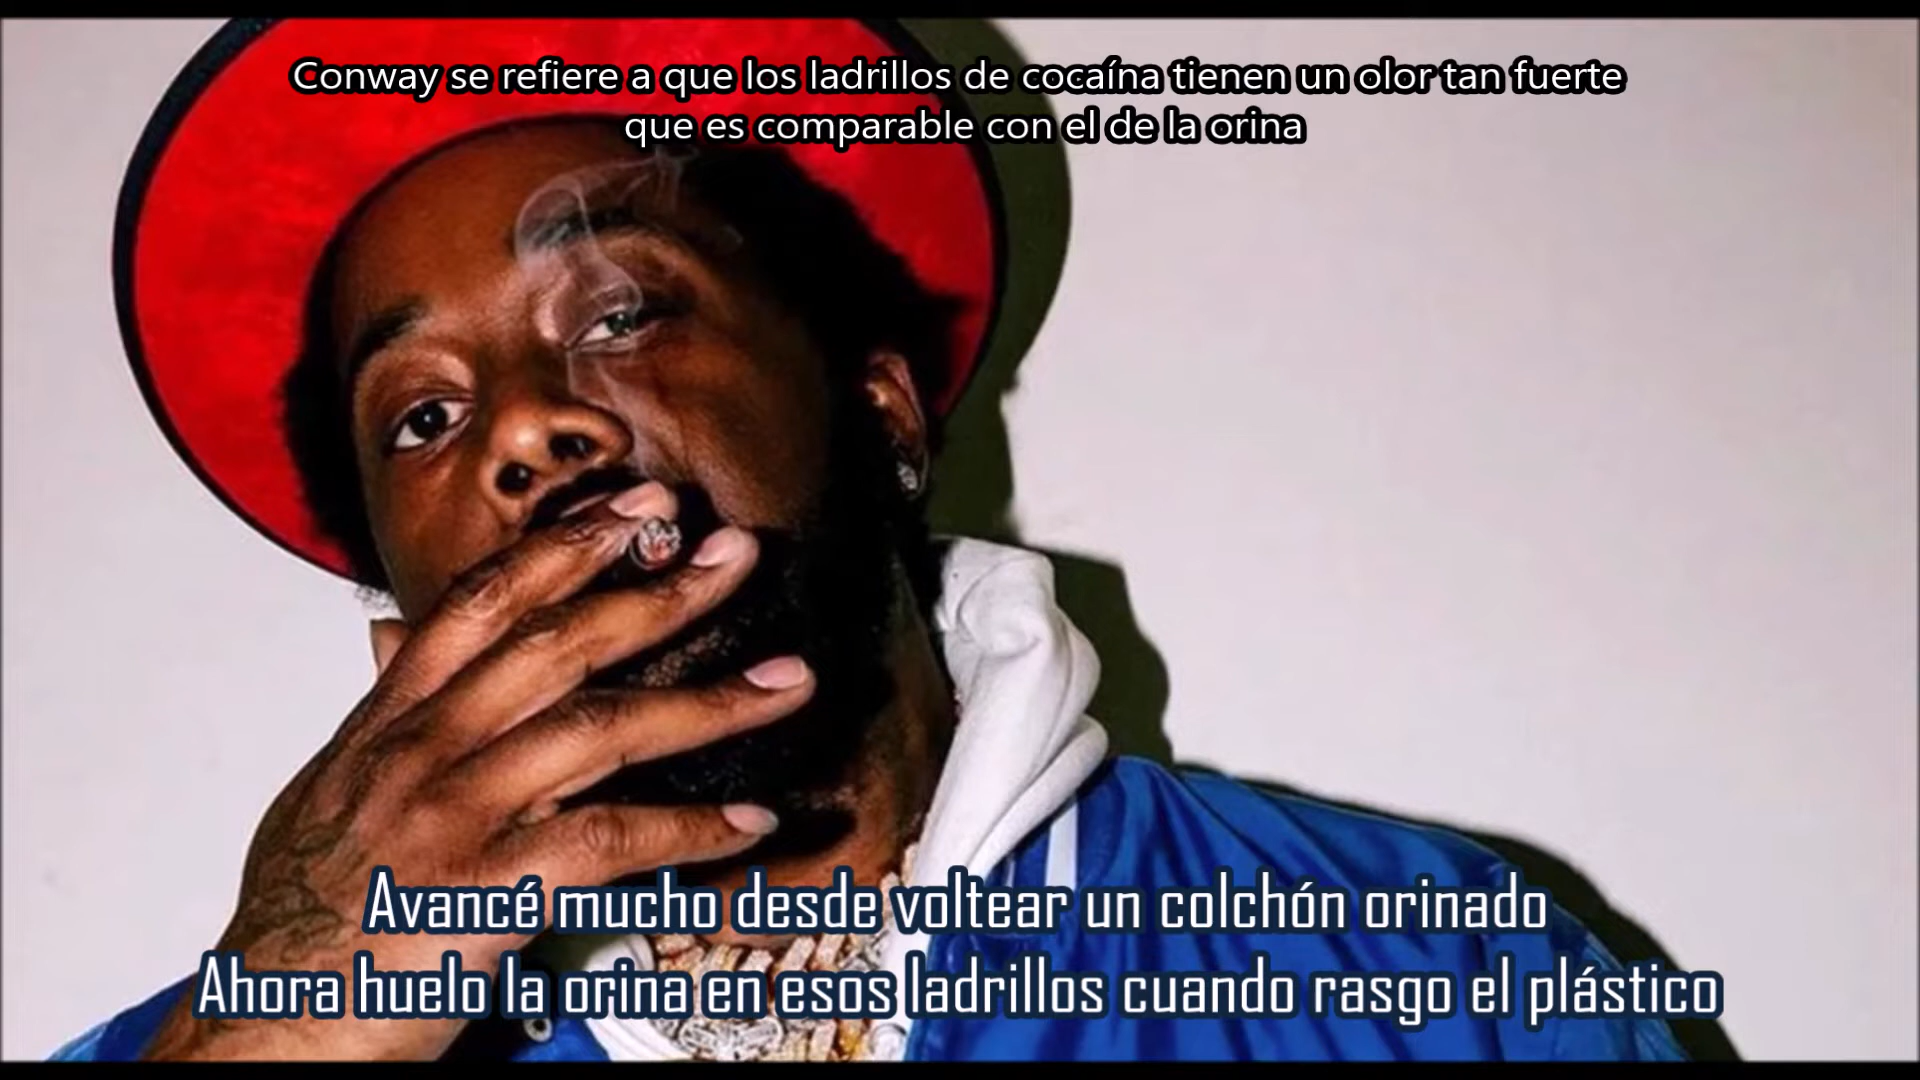 Conway se refiere a que los ladrillos de cocaína tienen un olor tan fuerte
que es comparable con el de la orina
Avancé mucho desde voltear un colchón orinado
Ahora huelo la orina en esos ladrillos cuando rasgo el plástico